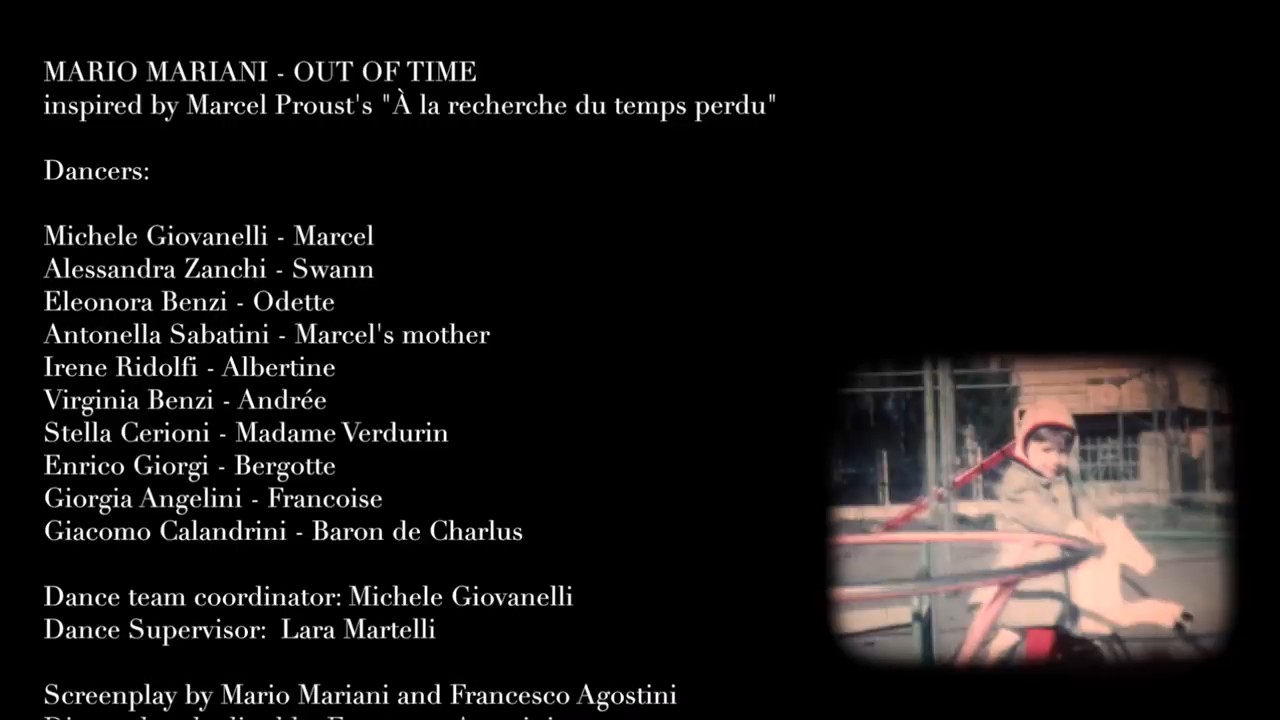 MARIO MARIANI - OUT OF TIME
inspired by Marcel Proust's "À la recherche du temps perdu"
Dancers:
Michele Giovanelli - Marcel
Alessandra Zanchi - Swann
Eleonora Benzi - Odette
Antonella Sabatini - Marcel's mother
Irene Ridolfi - Albertine
Virginia Benzi - Andrée
Stella Cerioni - Madame Verdurin
Enrico Giorgi - Bergotte
Giorgia Angelini - Francoise
Giacomo Calandrini - Baron de Charlus
Dance team coordinator: Michele Giovanelli
Dance Supervisor: Lara Martelli
Screenplay by Mario Mariani and Francesco Agostini